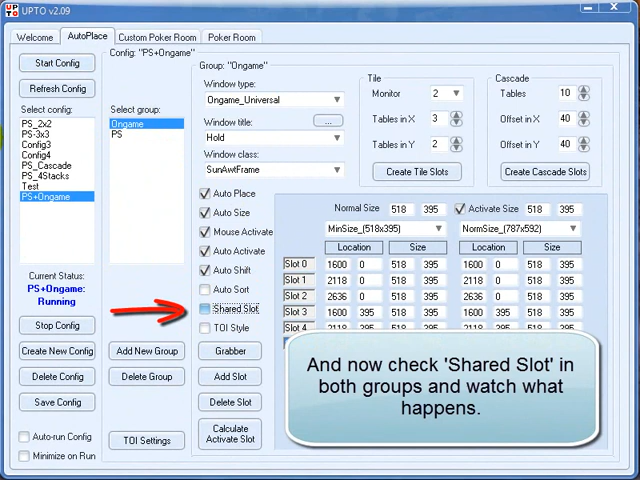 UPTO v2.09
Welcome
AutoPlace
Custom Poker Room
Poker Room
Start Config
Refresh Config
Select config:
PS_2x2
PS-3x3
Config3
Config4
PS_Cascade
PS_4Stacks
Test
PS+Ongame
Current Status:
PS+Ongame:
Running
Stop Config
Create New Config
Delete Config
Save Config
Auto-run Config
Minimize on Run
Config: "PS+Ongame"
Select group:
Ongame
PS
Add New Group
Delete Group
TOI Settings
Group: "Ongame"
Window type:
Ongame_Universal
Window title:
...
Hold
Window class:
SunAwtFrame
Auto Place
Auto Size
Mouse Activate
Auto Activate
Auto Shift
Auto Sort
Shared Slot
TOI Style
Grabber
Add Slot
Delete Slot
Calculate
Activate Slot
Tile
Monitor 2
Tables in X 3
Tables in Y 2
Create Tile Slots
Cascade
Tables 10
Offset in X 40
Offset in Y 40
Create Cascade Slots
Normal Size 518 395
Activate Size 518 395
MinSize_(518x395)
NormSize_(787x592)
Location Size Location Size
Slot 0 1600 0 518 395 1600 0 518 395
Slot 1 2118 0 518 395 2118 0 518 395
Slot 2 2636 0 518 395 2636 0 518 395
Slot 3 1600 395 518 395 1600 395 518 395
Slot 4 2118 395 518 395 2118 395 518 395
And now check 'Shared Slot' in
both groups and watch what
happens.